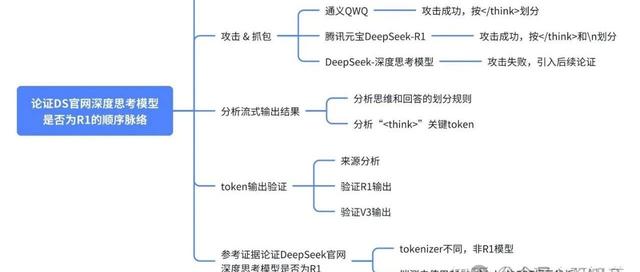 攻击 & 抓包
通义QWQ
攻击成功，按</think>划分
腾讯元宝DeepSeek-R1
攻击成功，按</think>和\n划分
DeepSeek-深度思考模型
攻击失败，引入后续论证
论证DS官网深度思考模型
是否为R1的顺序脉络
分析流式输出结果
分析思维和回答的划分规则
分析“<think>”关键token
token输出验证
来源分析
验证R1输出
验证V3输出
参考证据论证DeepSeek官网
深度思考模型是否为R1
tokenizer不同，非R1模型